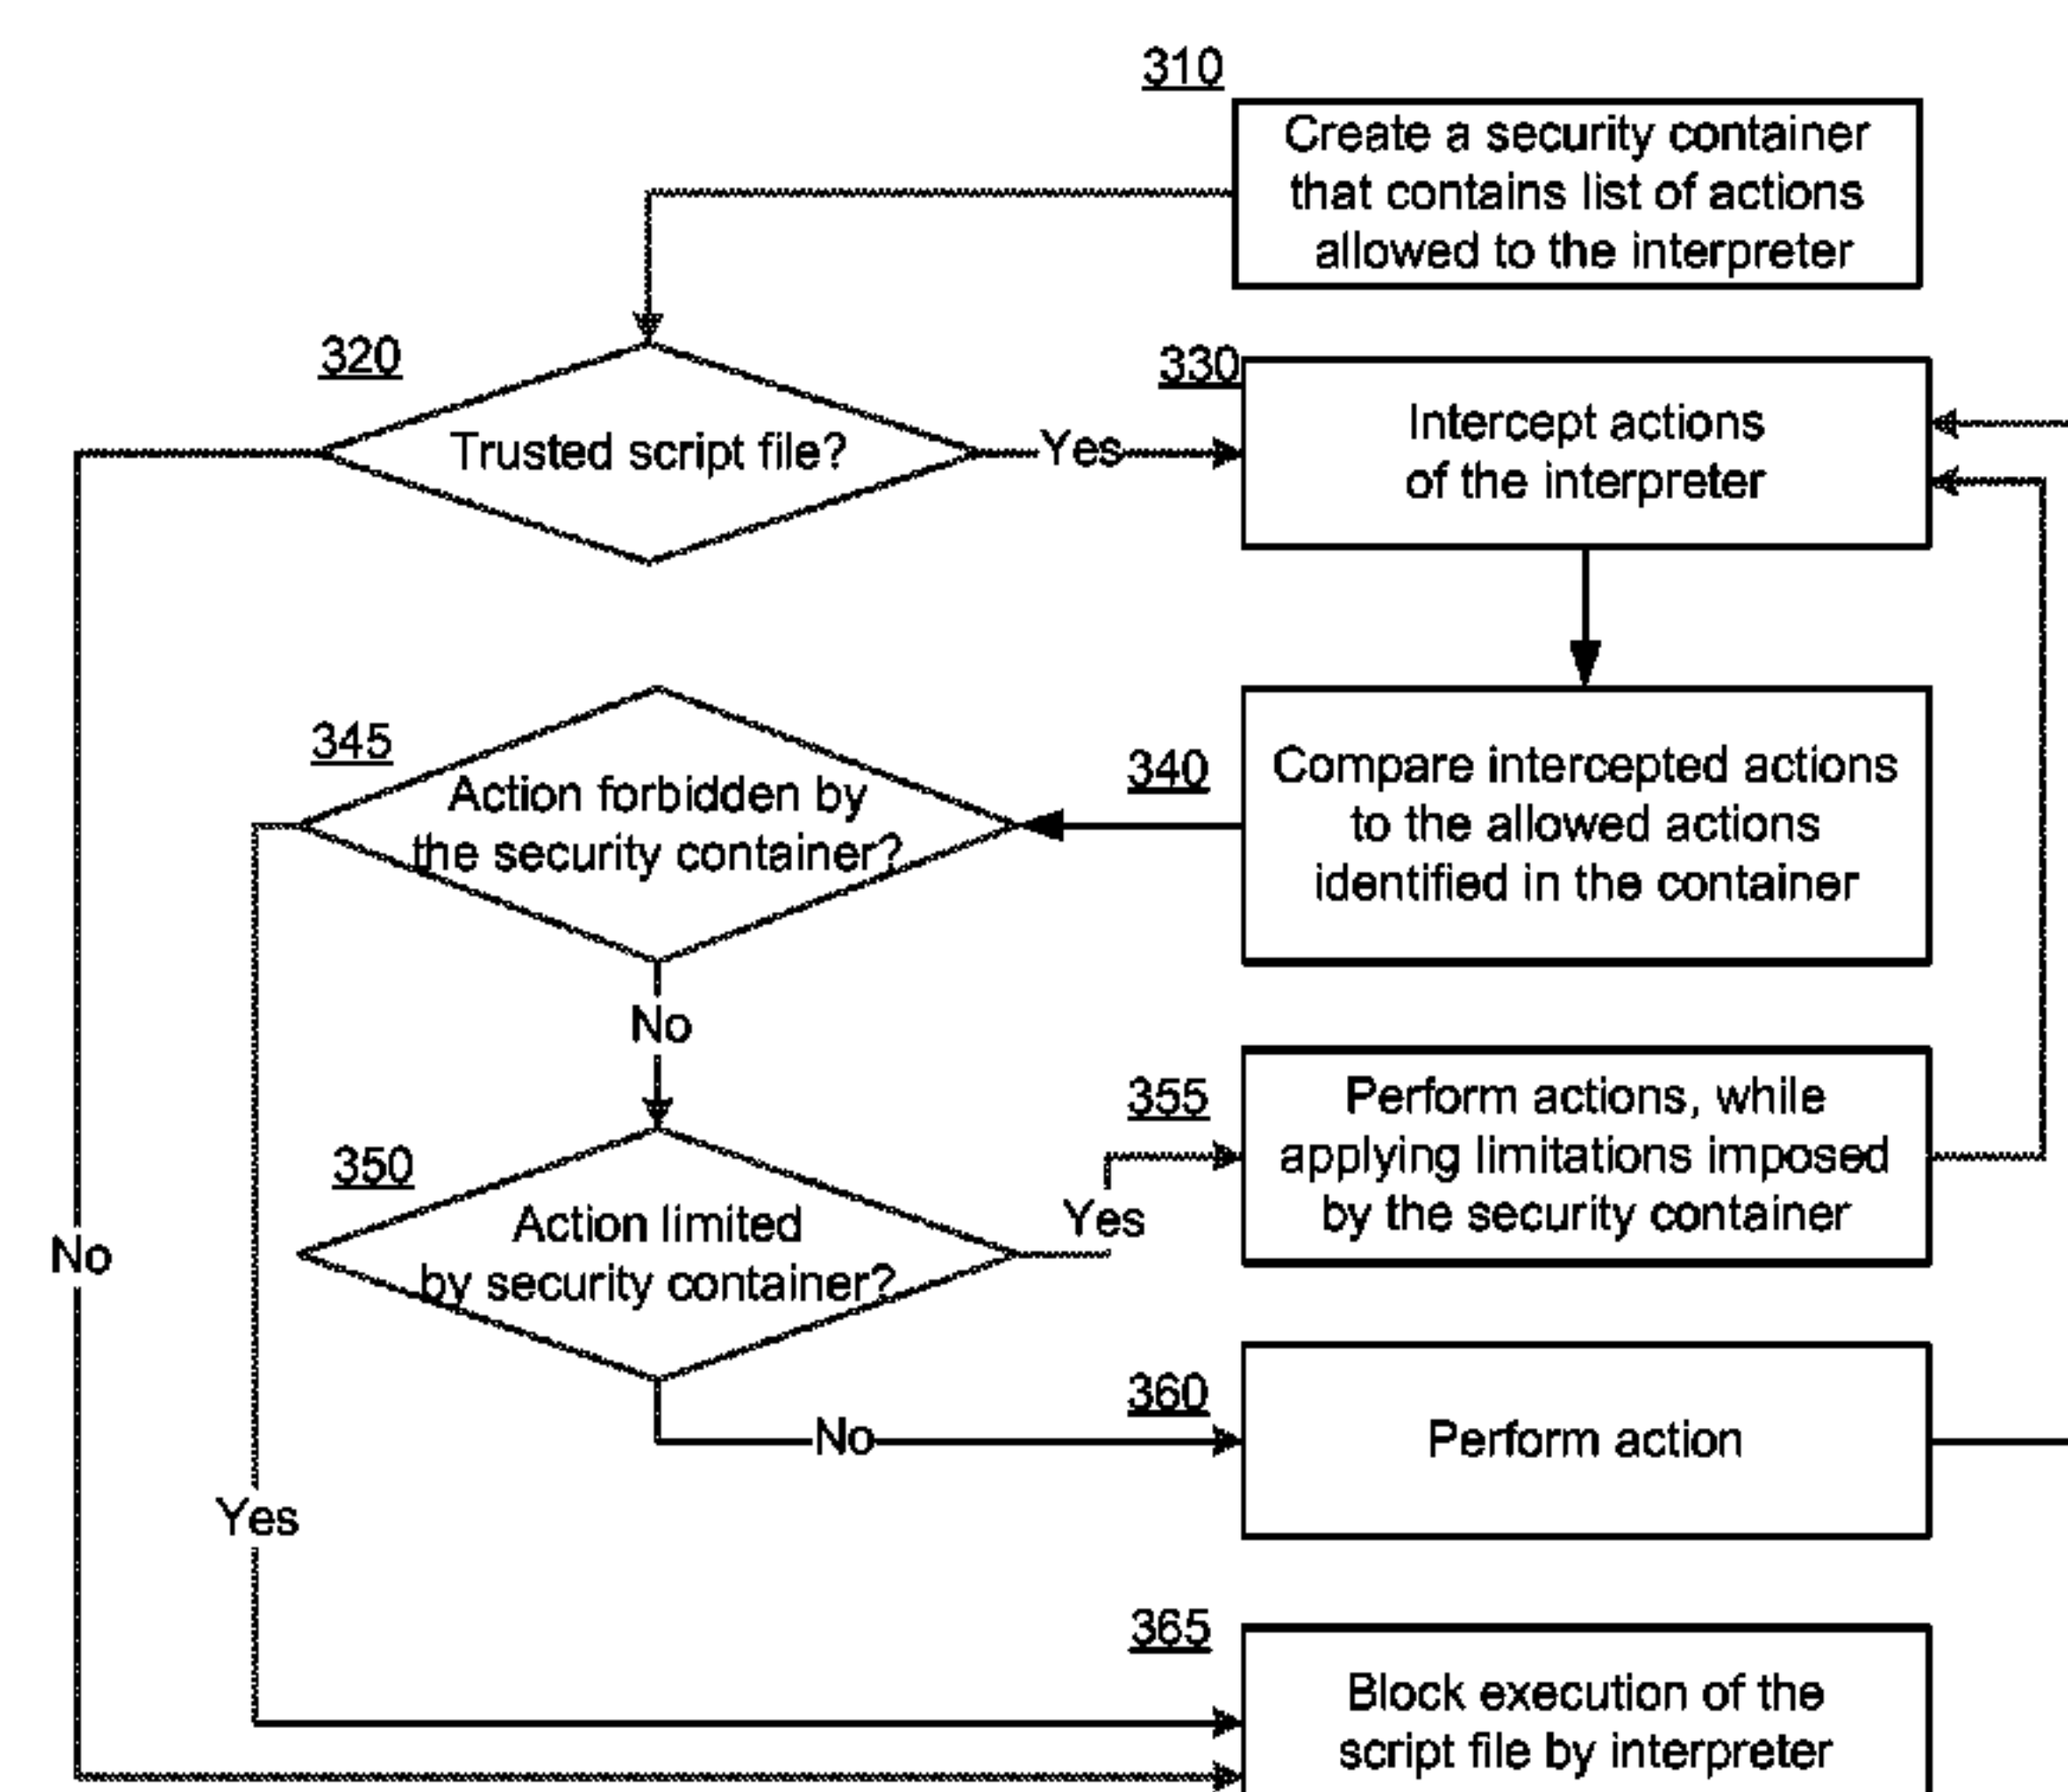 310
Create a security container
that contains list of actions
allowed to the interpreter
320
Trusted script file?
Yes
330
Intercept actions
of the interpreter
345
Action forbidden by
the security container?
340
Compare intercepted actions
to the allowed actions
identified in the container
No
350
Action limited
by security container?
Yes
355
Perform actions, while
applying limitations imposed
by the security container
No
No
360
Perform action
Yes
365
Block execution of the
script file by interpreter